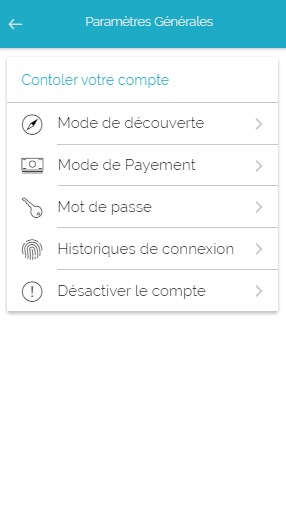 Paramètres Générales
Contoler votre compte
Mode de découverte
Mode de Payement
Mot de passe
Historiques de connexion
Désactiver le compte